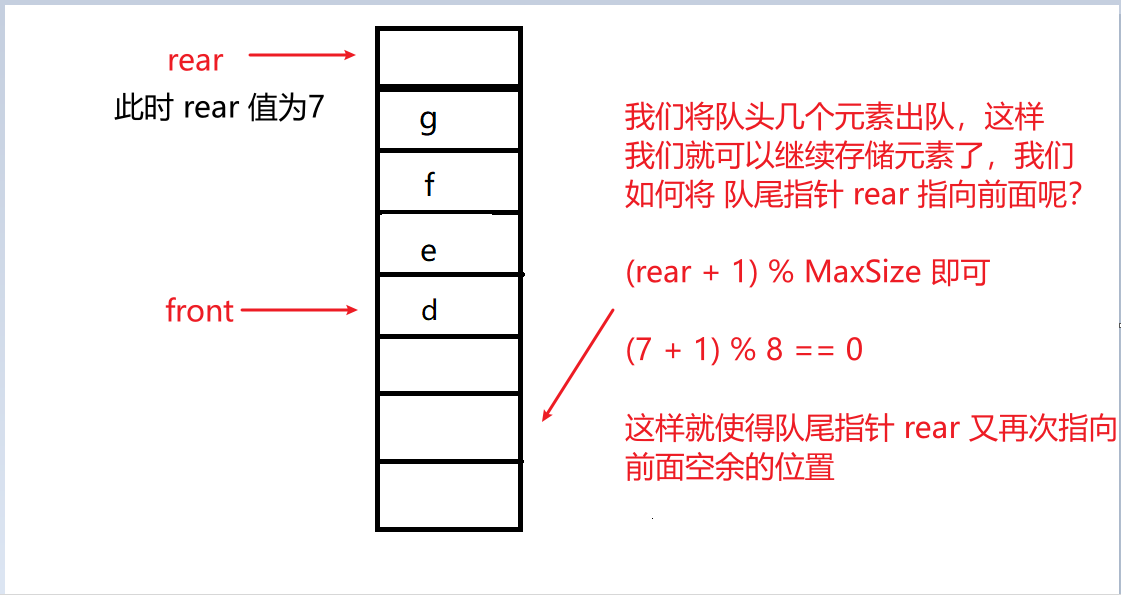 rear
此时 rear 值为7
g
f
e
d
front
我们将队头几个元素出队，这样
我们就可以继续存储元素了，我们
如何将 队尾指针 rear 指向前面呢?
(rear + 1) % MaxSize 即可
(7 + 1) % 8 == 0
这样就使得队尾指针 rear 又再次指向
前面空余的位置